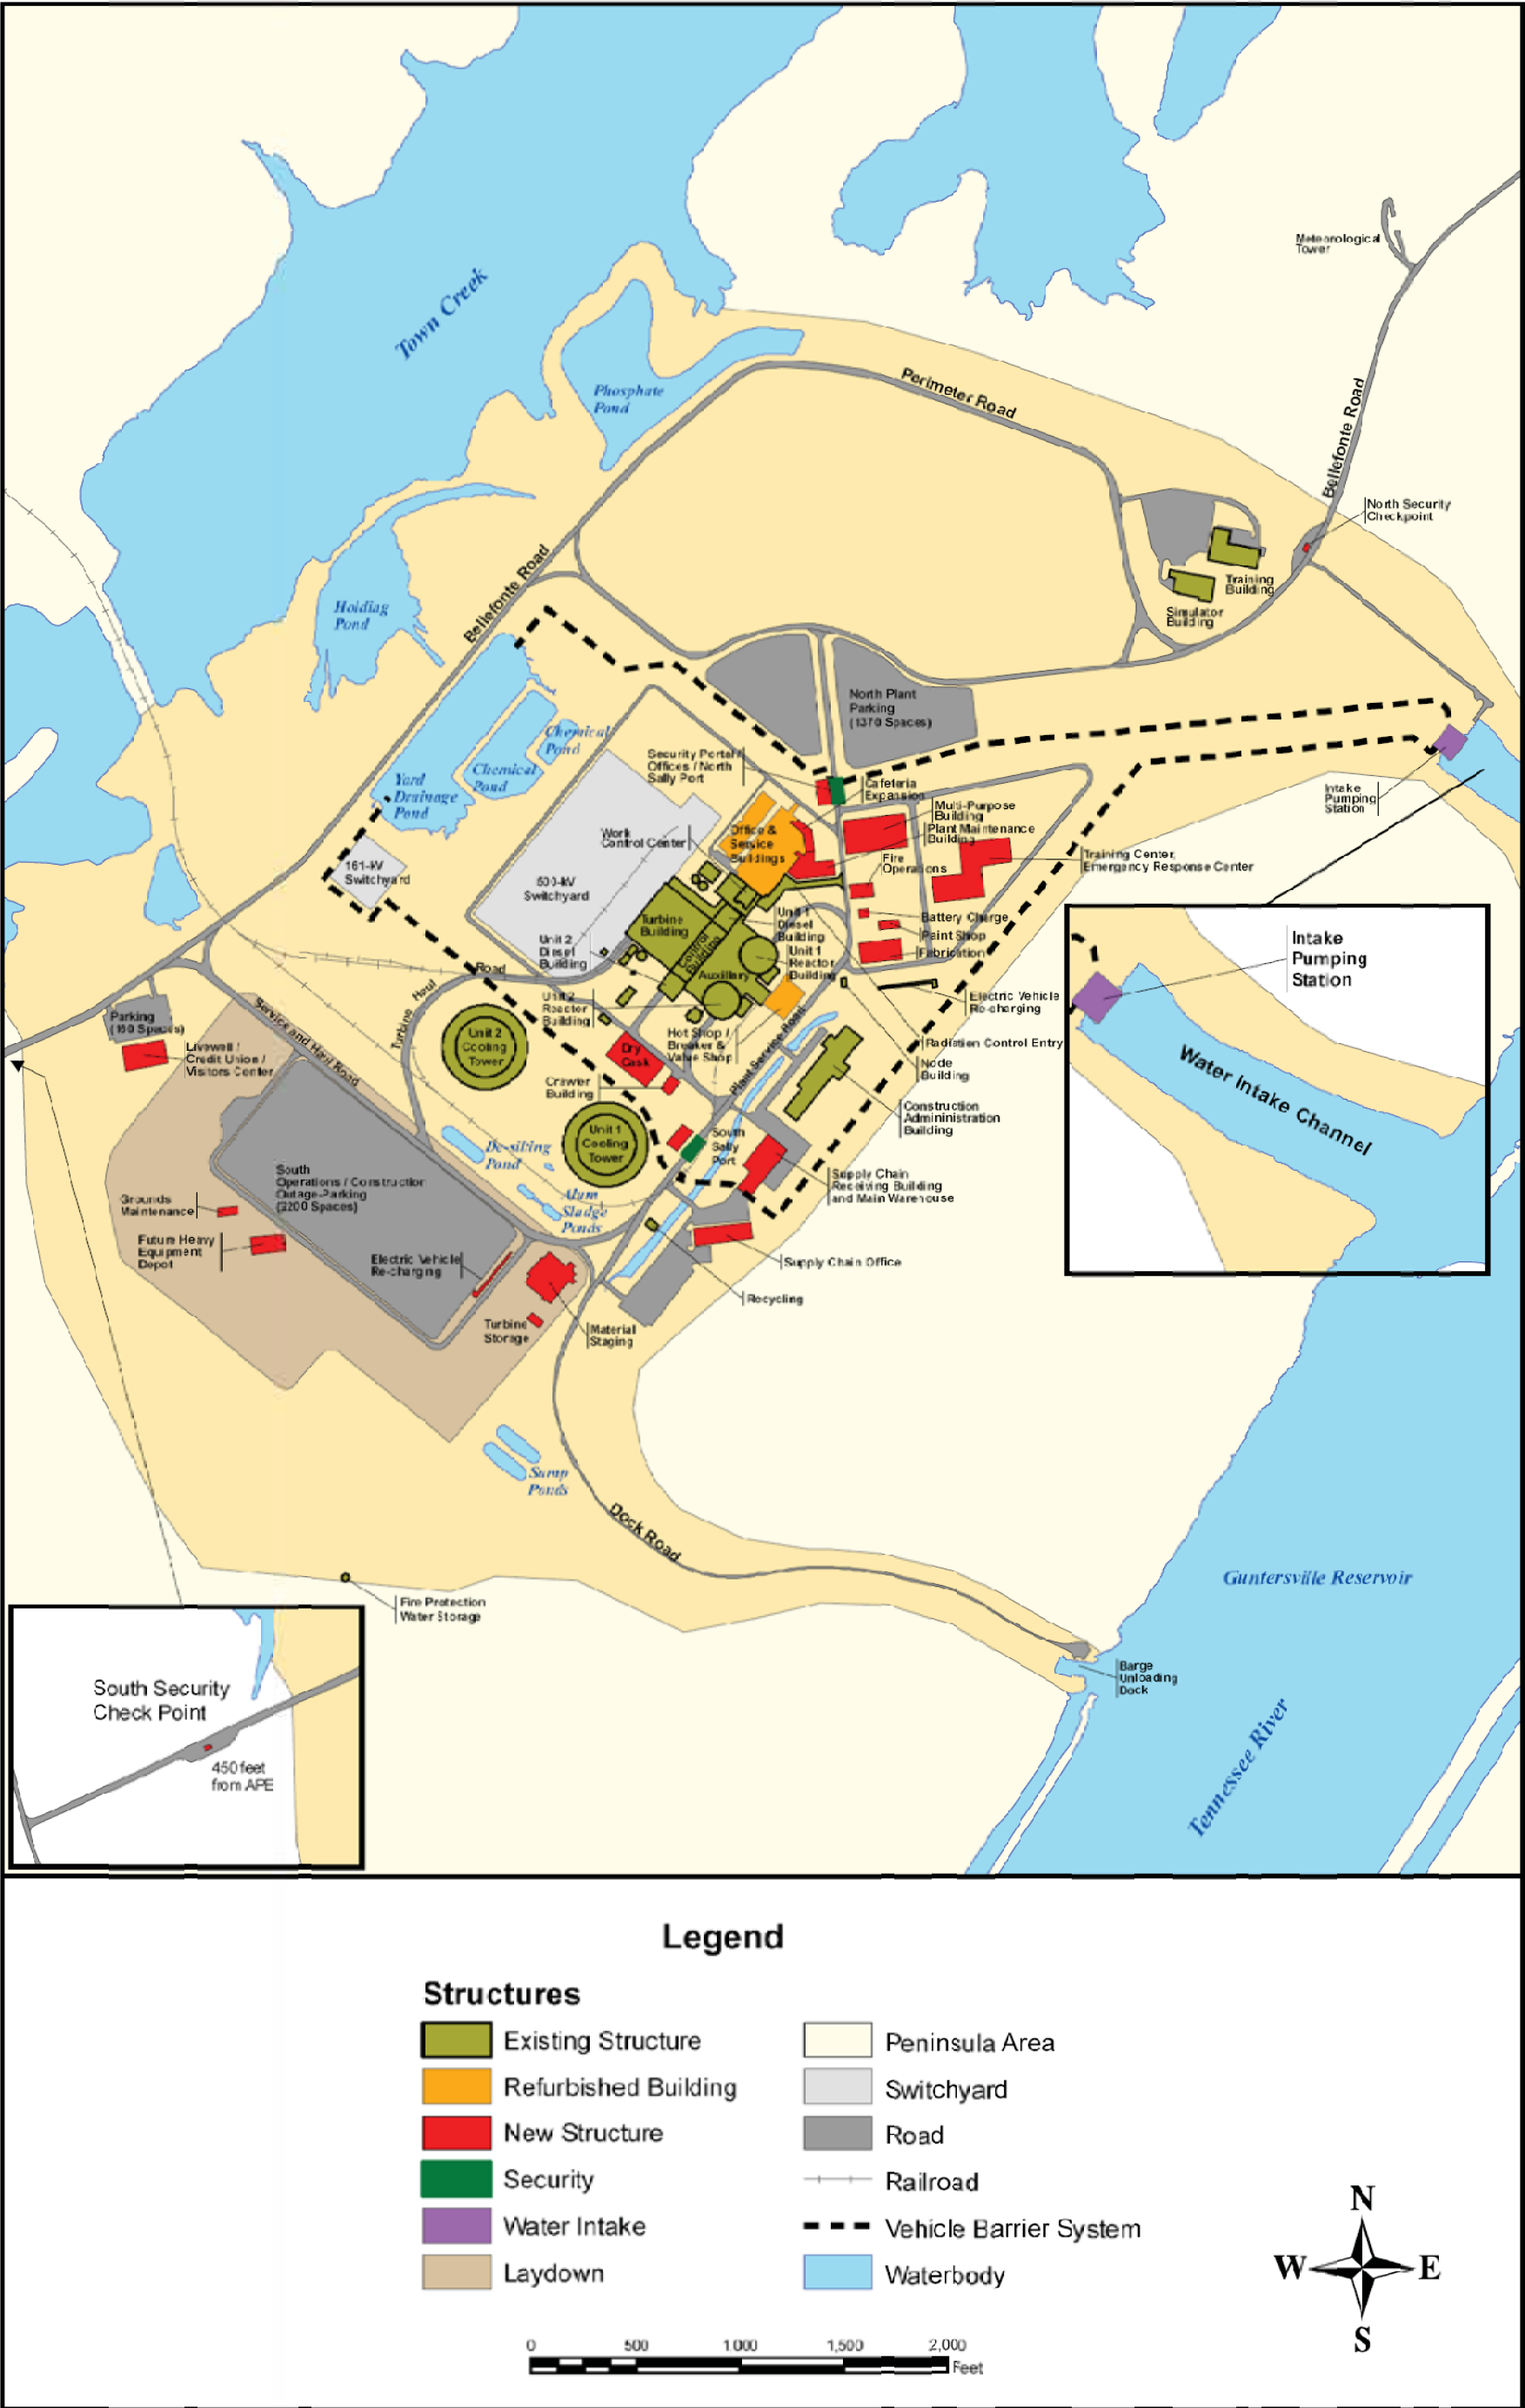 Meteorological
Tower
Town Creek
Perimeter Road
Phosphate
Pond
Bellefonte Road
North Security
Checkpoint
Bellefonte Road
Training
Building
Holding
Pond
Simulator
Building
North Plant
Parking
(1370 Spaces)
Chemical
Pond
Security Portal /
Offices / North
Sally Port
Chemical
Pond
Yard
Drainage
Pond
Cafeteria
Expansion
Intake
Pumping
Station
Multi-Purpose
Building
Work
Control Center
Office &
Service
Buildings
Plant Maintenance
Building
Fire
Operations
Training Center,
Emergency Response Center
161-kV
Switchyard
500-kV
Switchyard
Turbine
Building
Unit 1
Diesel
Building
Battery Charge
Paint Shop
Fabrication
Unit 2
Diesel
Building
Control
Building
Unit 1
Reactor
Building
Auxillary
Intake
Pumping
Station
Turbine Haul Road
Unit 2
Reactor
Building
Electric Vehicle
Re-charging
Parking
(160 Spaces)
Service and Haul Road
Unit 2
Cooling
Tower
Hot Shop /
Breaker &
Valve Shop
Plant Service Road
Radiation Control Entry
Livewell /
Credit Union /
Visitors Center
Dry
Cask
Node
Building
Water Intake Channel
Crawler
Building
Construction
Admininistration
Building
Unit 1
Cooling
Tower
South
Sally
Port
De-silting
Pond
South
Operations / Construction
Outage-Parking
(2200 Spaces)
Supply Chain
Receiving Building
and Main Warehouse
Grounds
Maintenance
Alum
Sludge
Ponds
Future Heavy
Equipment
Depot
Electric Vehicle
Re-charging
Supply Chain Office
Recycling
Turbine
Storage
Material
Staging
Sump
Ponds
Dock Road
Guntersville Reservoir
Fire Protection
Water Storage
Barge
Unloading
Dock
South Security
Check Point
450 feet
from APE
Tennessee River
Legend
Structures
Existing Structure
Refurbished Building
New Structure
Security
Water Intake
Laydown
Peninsula Area
Switchyard
Road
Railroad
Vehicle Barrier System
Waterbody
N
W E
S
0 500 1000 1,500 2,000
Feet